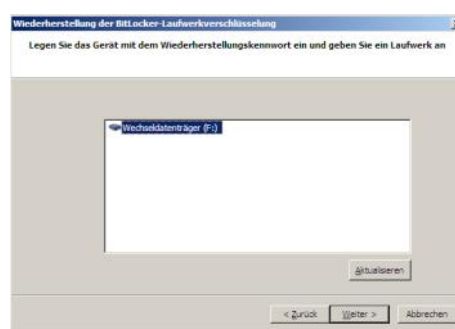 Wiederherstellung der BitLocker-Laufwerkverschlüsselung
Legen Sie das Gerät mit dem Wiederherstellungskennwort ein und geben Sie ein Laufwerk an
Wechseldatenträger (F:)
Aktualisieren
< Zurück
Weiter >
Abbrechen